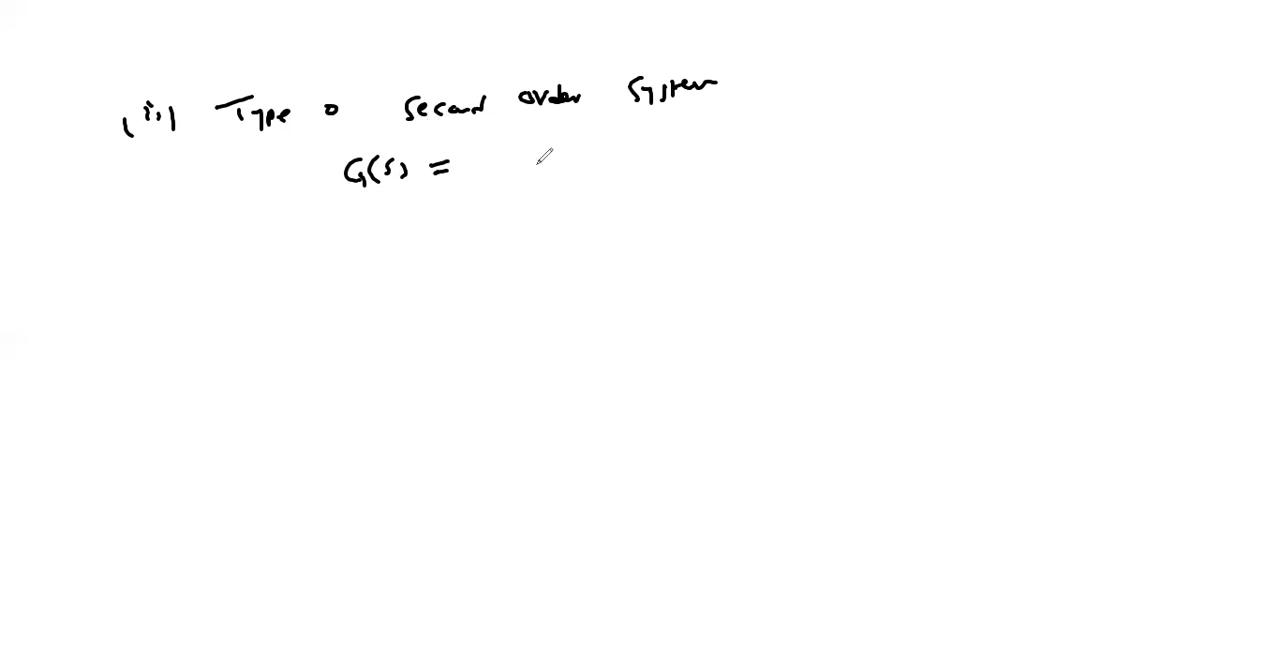 (ii) Type 0 Second order System
G(s) =